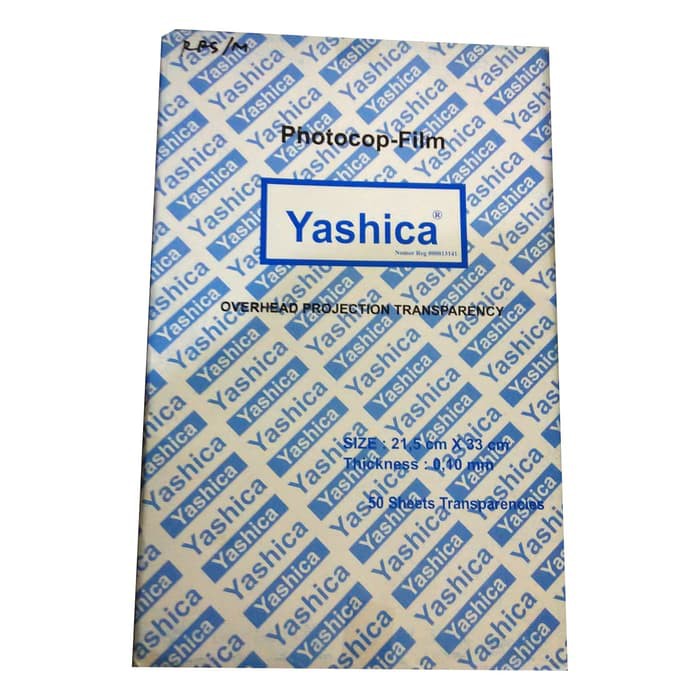 RBS/M
Photocop-Film
Yashica®
Nomor Reg 000013141
OVERHEAD PROJECTION TRANSPARENCY
SIZE : 21,5 cm X 33 cm
Thickness : 0,10 mm
50 Sheets Transparencies